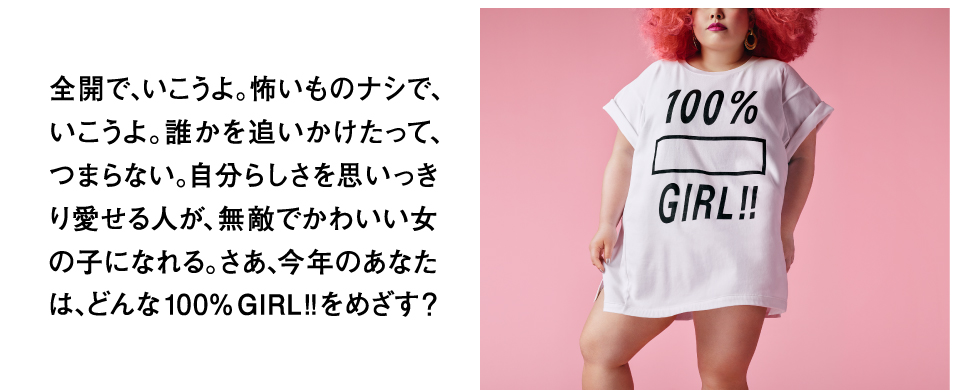 全開で、いこうよ。怖いものナシで、
いこうよ。誰かを追いかけたって、
つまらない。自分らしさを思いっき
り愛せる人が、無敵でかわいい女
の子になれる。さあ、今年のあなた
は、どんな100%GIRL!!をめざす?
100%
GIRL!!